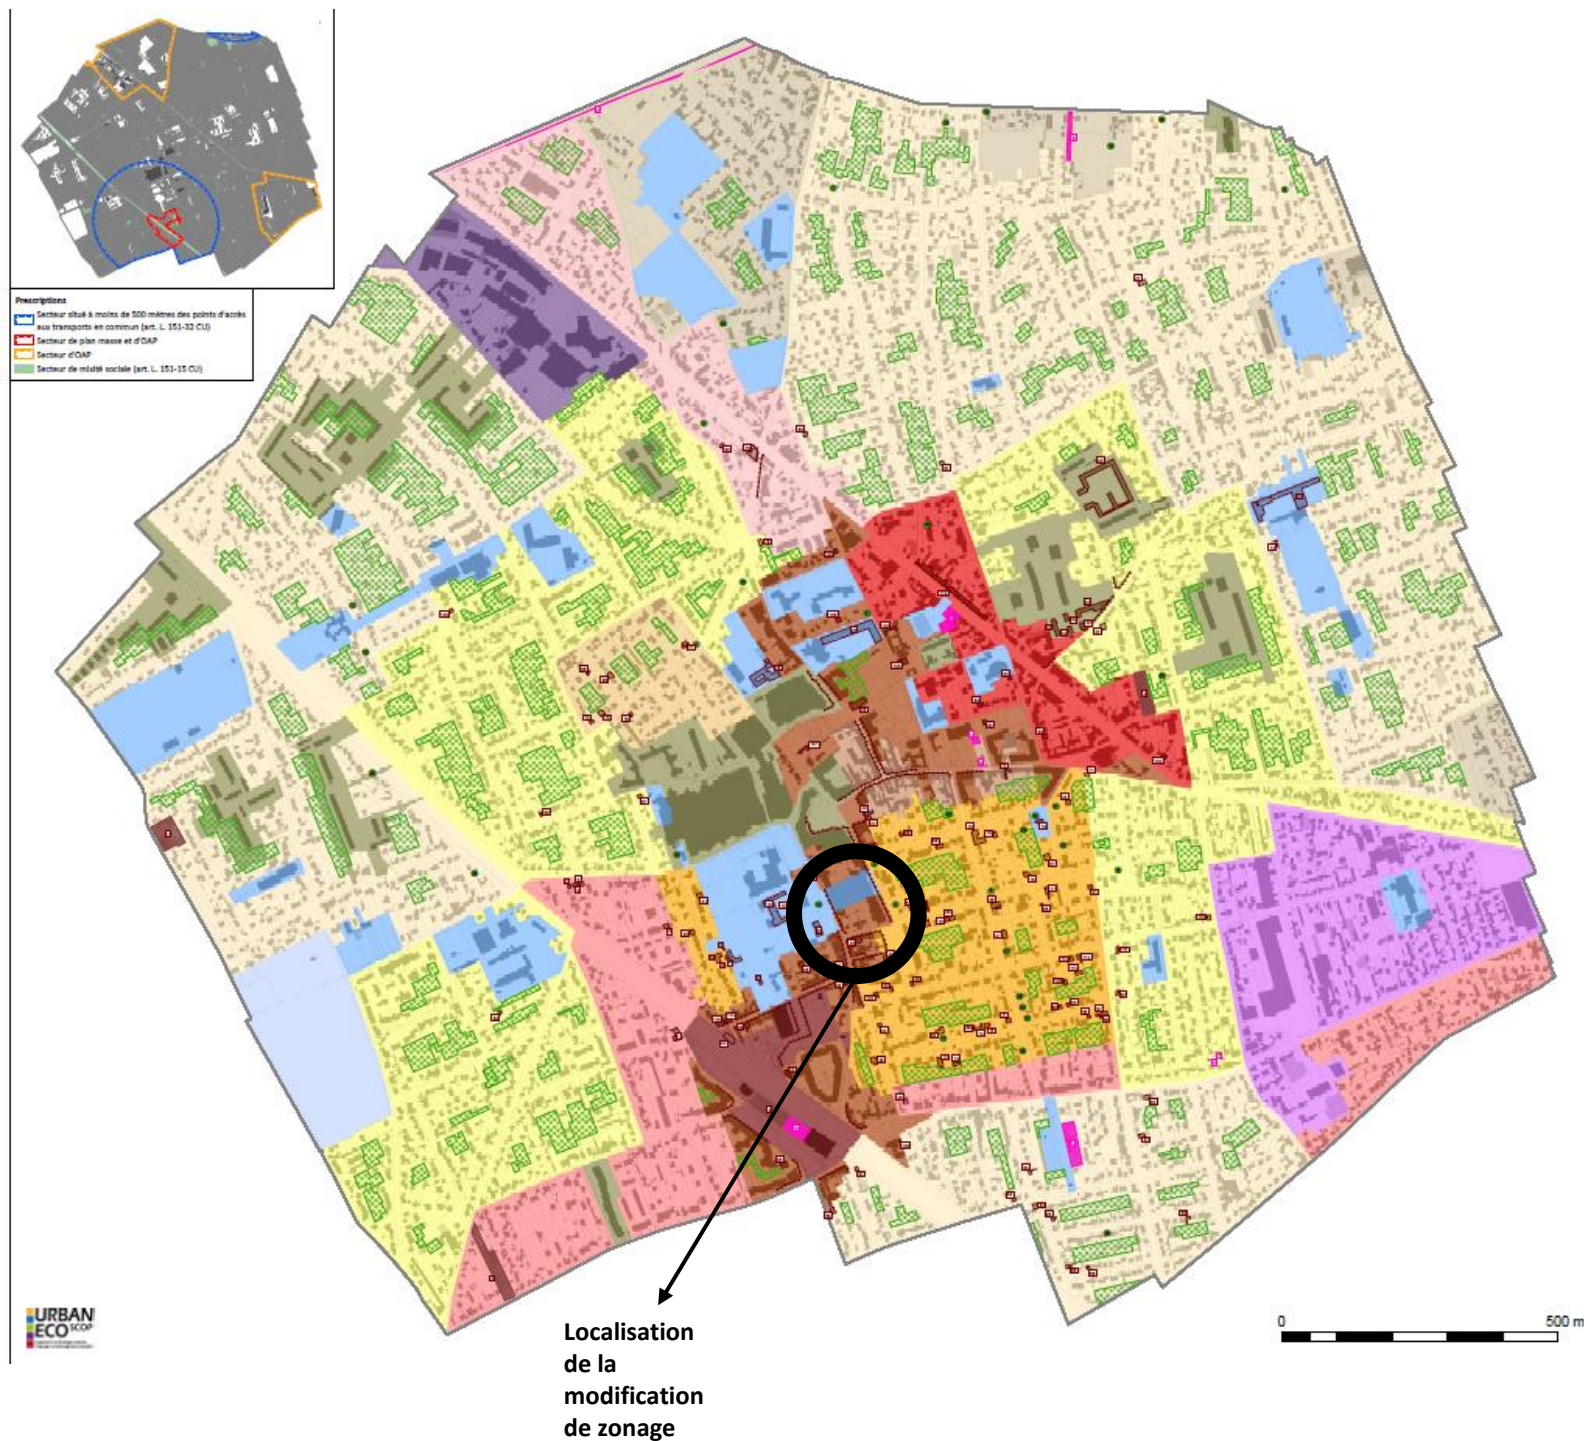 Prescriptions
Secteur situé à moins de 500 mètres des points d'accès
aux transports en commun (art. L. 151-32 CU)
Secteur de plan masse et d'OAP
Secteur d'OAP
Secteur de mixité sociale (art. L. 151-15 CU)
URBAN
ECO SCOP
0 500 m
Localisation
de la
modification
de zonage